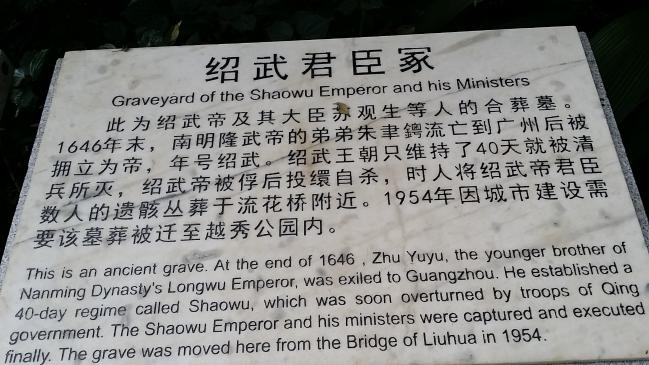 绍武君臣冢
Graveyard of the Shaowu Emperor and his Ministers
此为绍武帝及其大臣苏观生等人的合葬墓。
1646年末，南明隆武帝的弟弟朱聿鐭流亡到广州后被
拥立为帝，年号绍武。绍武王朝只维持了40天就被清
兵所灭，绍武帝被俘后投缳自杀，时人将绍武帝君臣
数人的遗骸丛葬于流花桥附近。1954年因城市建设需
要该墓葬被迁至越秀公园内。
This is an ancient grave. At the end of 1646 , Zhu Yuyu, the younger brother of
Nanming Dynasty's Longwu Emperor, was exiled to Guangzhou. He established a
40-day regime called Shaowu, which was soon overturned by troops of Qing
government. The Shaowu Emperor and his ministers were captured and executed
finally. The grave was moved here from the Bridge of Liuhua in 1954.